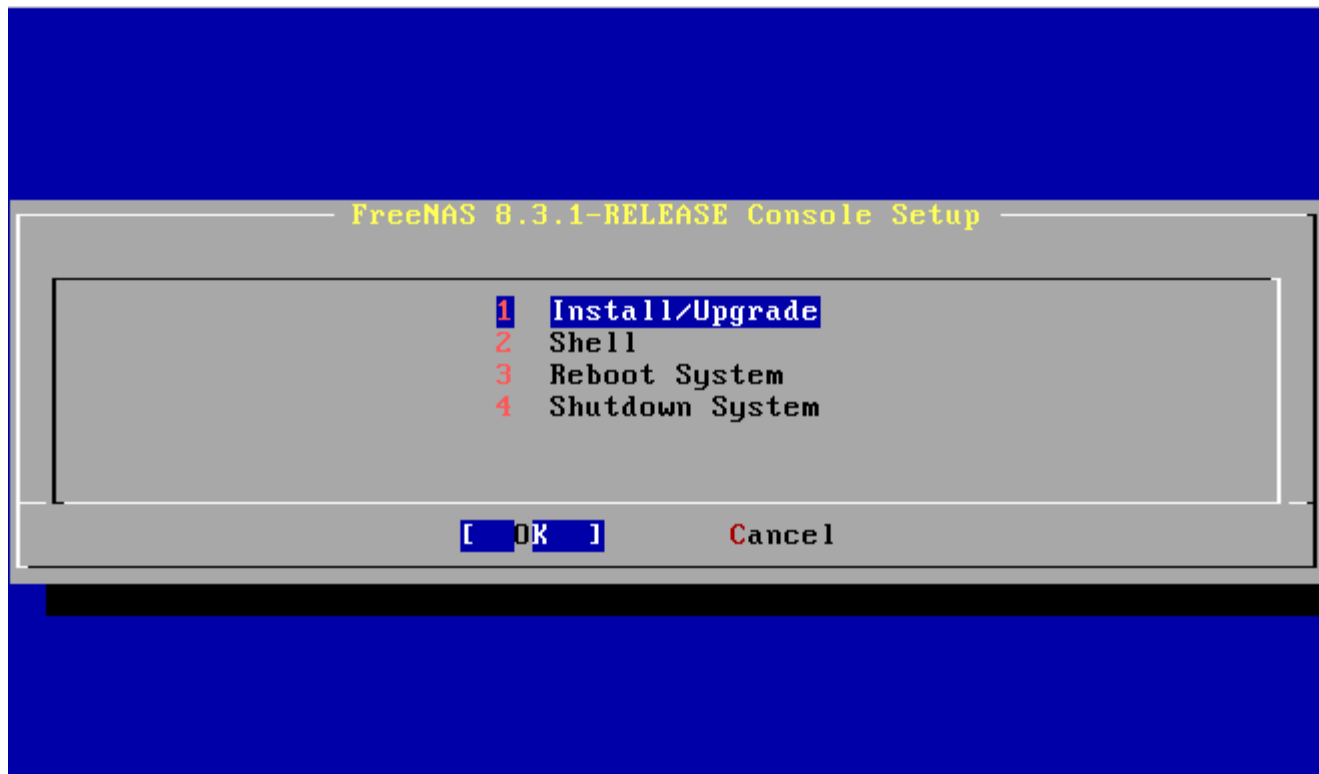 FreeNAS 8.3.1-RELEASE Console Setup
1 Install/Upgrade
2 Shell
3 Reboot System
4 Shutdown System
[ OK ] Cancel